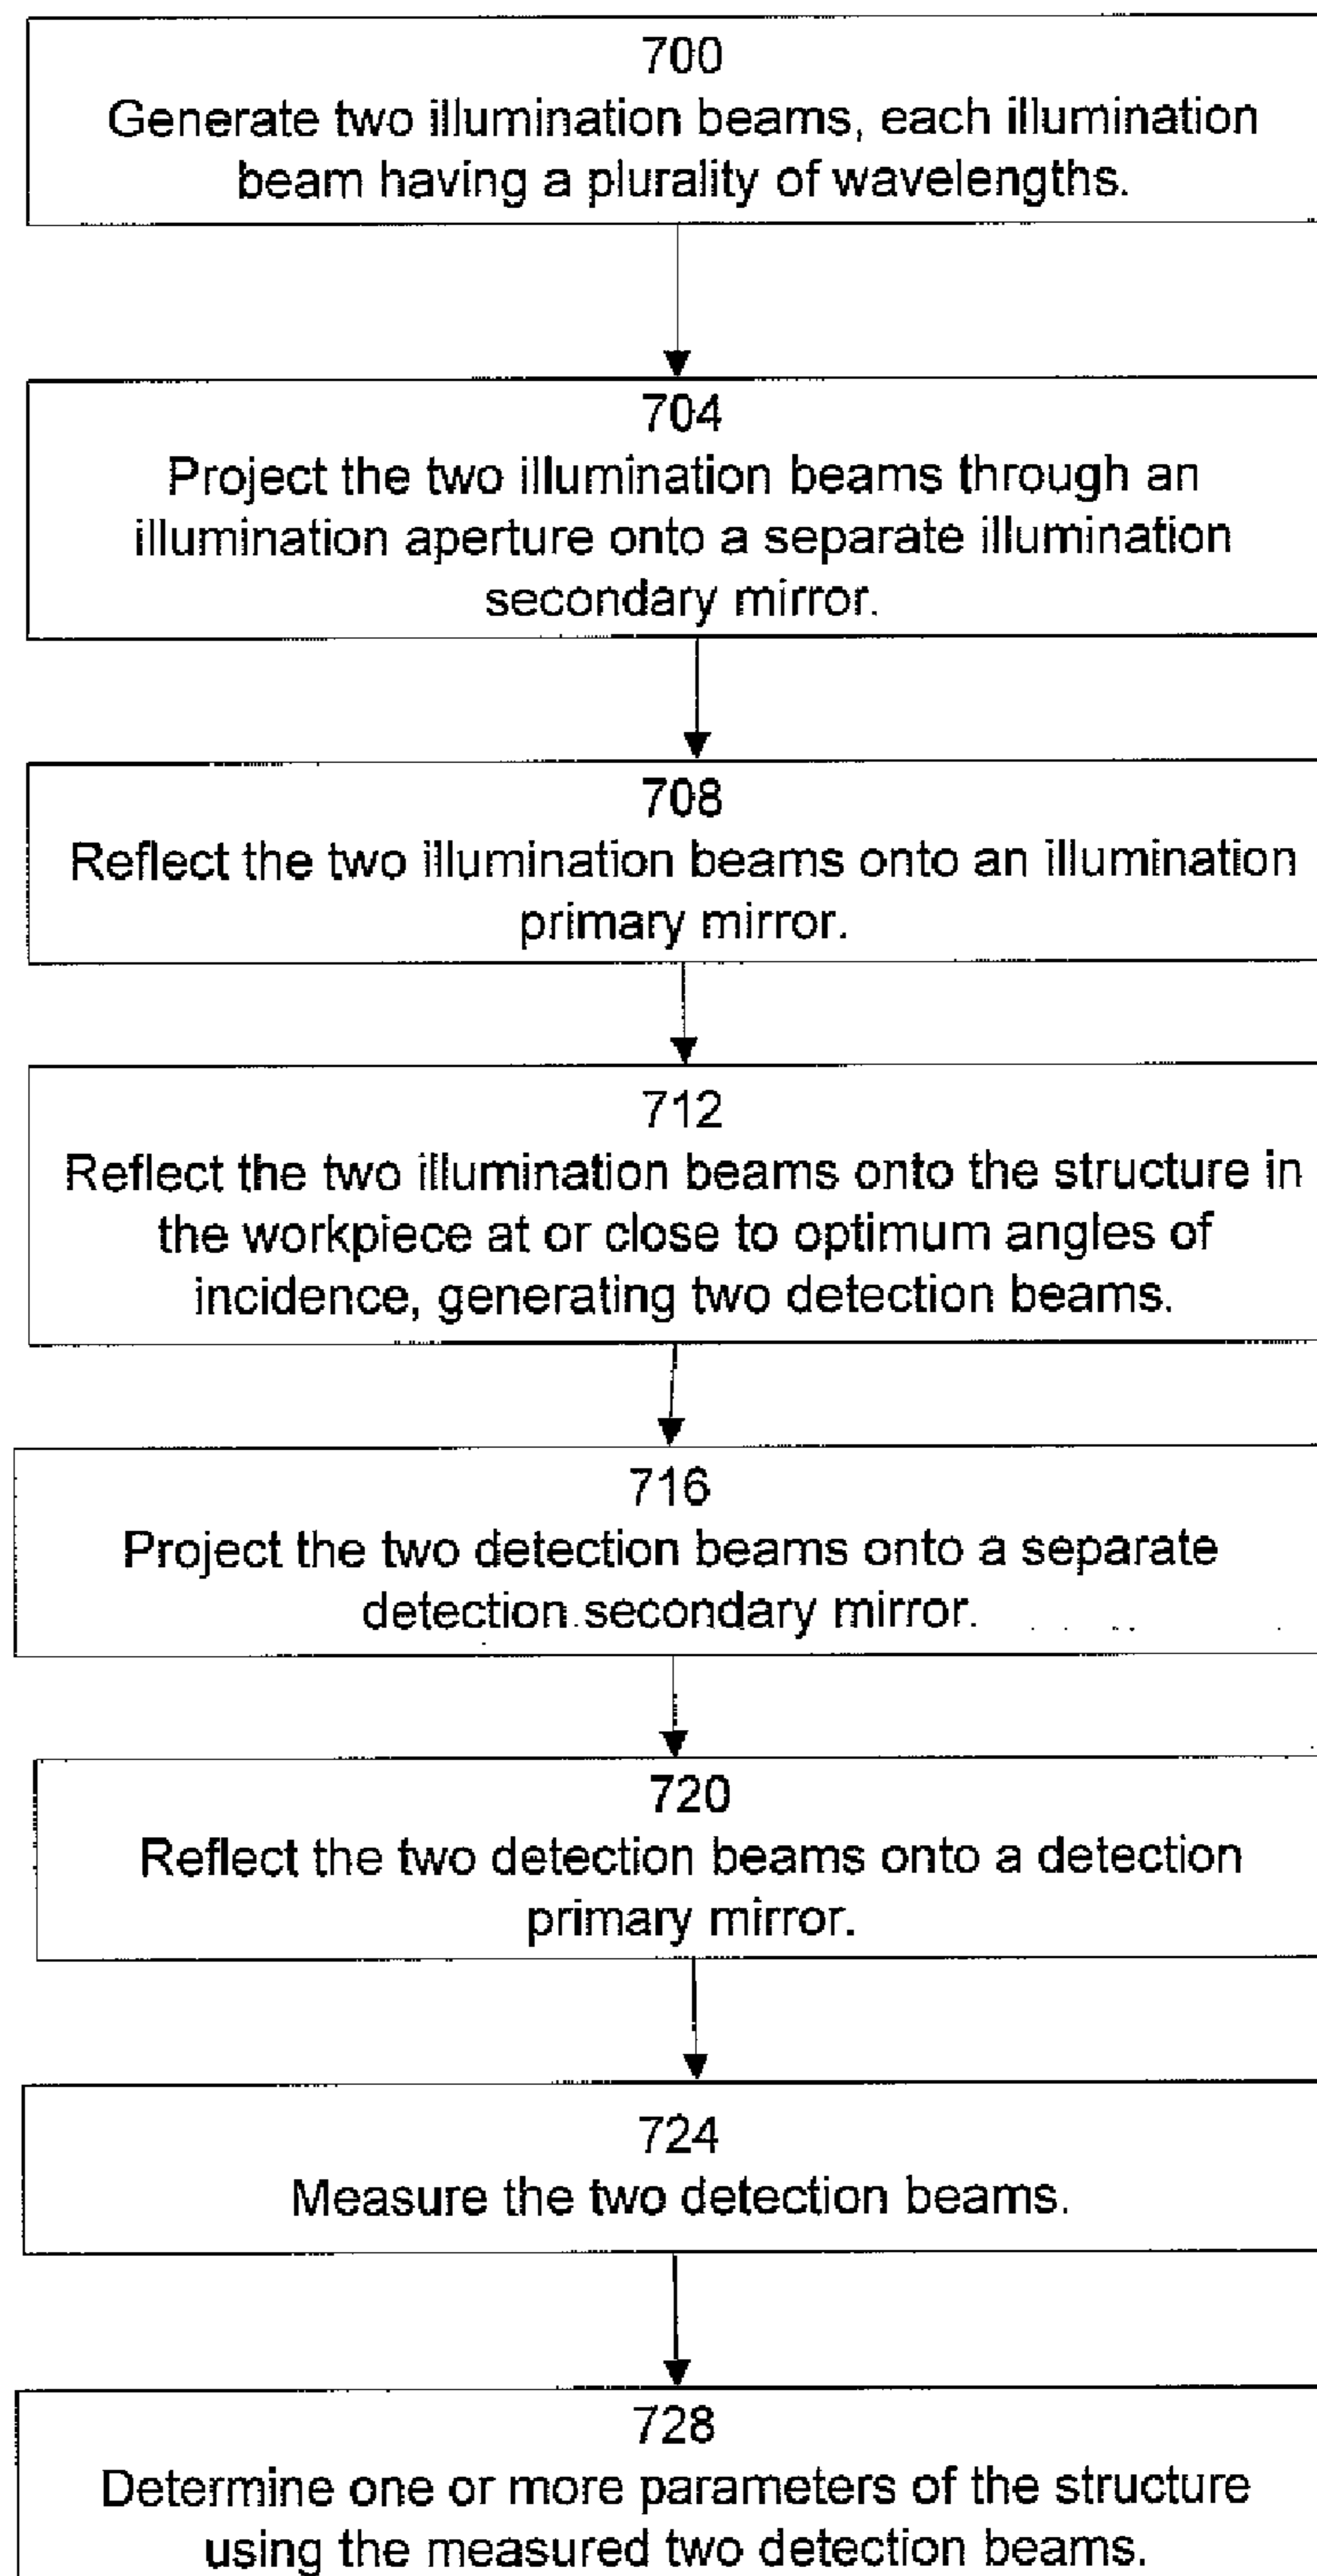 700
Generate two illumination beams, each illumination
beam having a plurality of wavelengths.
704
Project the two illumination beams through an
illumination aperture onto a separate illumination
secondary mirror.
708
Reflect the two illumination beams onto an illumination
primary mirror.
712
Reflect the two illumination beams onto the structure in
the workpiece at or close to optimum angles of
incidence, generating two detection beams.
716
Project the two detection beams onto a separate
detection secondary mirror.
720
Reflect the two detection beams onto a detection
primary mirror.
724
Measure the two detection beams.
728
Determine one or more parameters of the structure
using the measured two detection beams.